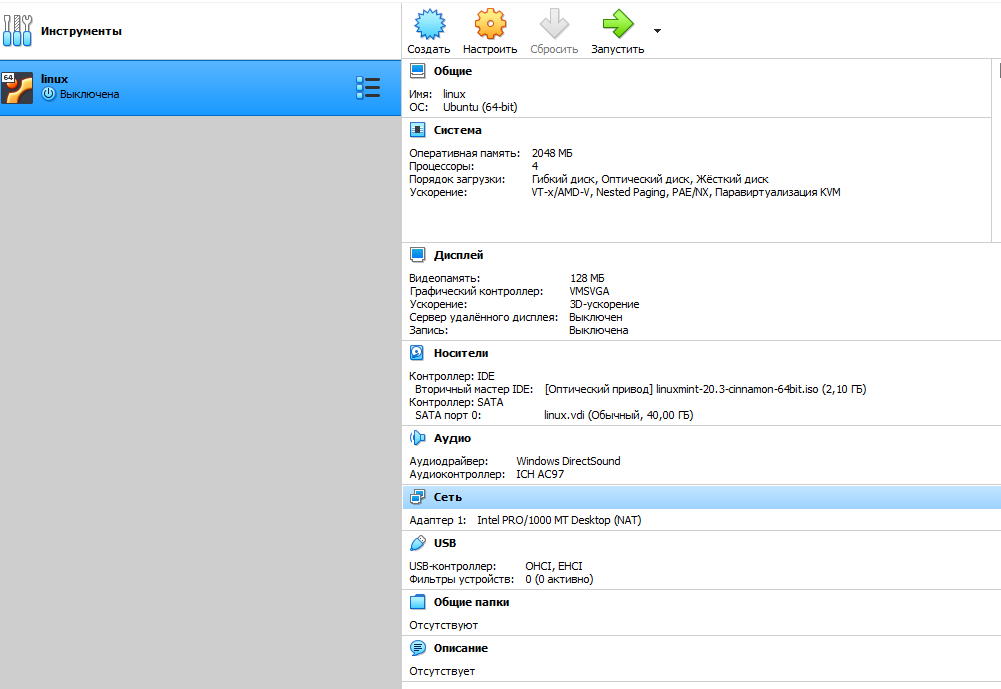 Инструменты
Создать Настроить Сбросить Запустить
64
linux
Выключена
Общие
Имя: linux
ОС: Ubuntu (64-bit)
Система
Оперативная память: 2048 МБ
Процессоры: 4
Порядок загрузки: Гибкий диск, Оптический диск, Жёсткий диск
Ускорение: VT-x/AMD-V, Nested Paging, PAE/NX, Паравиртуализация KVM
Дисплей
Видеопамять: 128 МБ
Графический контроллер: VMSVGA
Ускорение: 3D-ускорение
Сервер удалённого дисплея: Выключен
Запись: Выключена
Носители
Контроллер: IDE
Вторичный мастер IDE: [Оптический привод] linuxmint-20.3-cinnamon-64bit.iso (2,10 ГБ)
Контроллер: SATA
SATA порт 0: linux.vdi (Обычный, 40,00 ГБ)
Аудио
Аудиодрайвер: Windows DirectSound
Аудиоконтроллер: ICH AC97
Сеть
Адаптер 1: Intel PRO/1000 MT Desktop (NAT)
USB
USB-контроллер: OHCI, EHCI
Фильтры устройств: 0 (0 активно)
Общие папки
Отсутствуют
Описание
Отсутствует